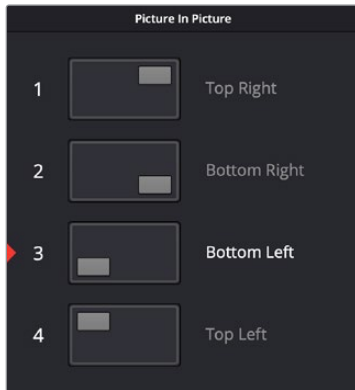 Picture In Picture
1 Top Right
2 Bottom Right
3 Bottom Left
4 Top Left